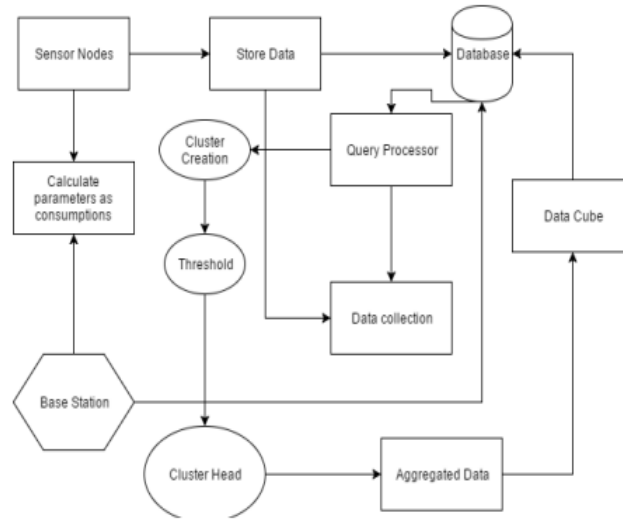 Sensor Nodes
Store Data
Database
Cluster
Creation
Query Processor
Calculate
parameters as
consumptions
Data Cube
Threshold
Data collection
Base Station
Cluster Head
Aggregated Data